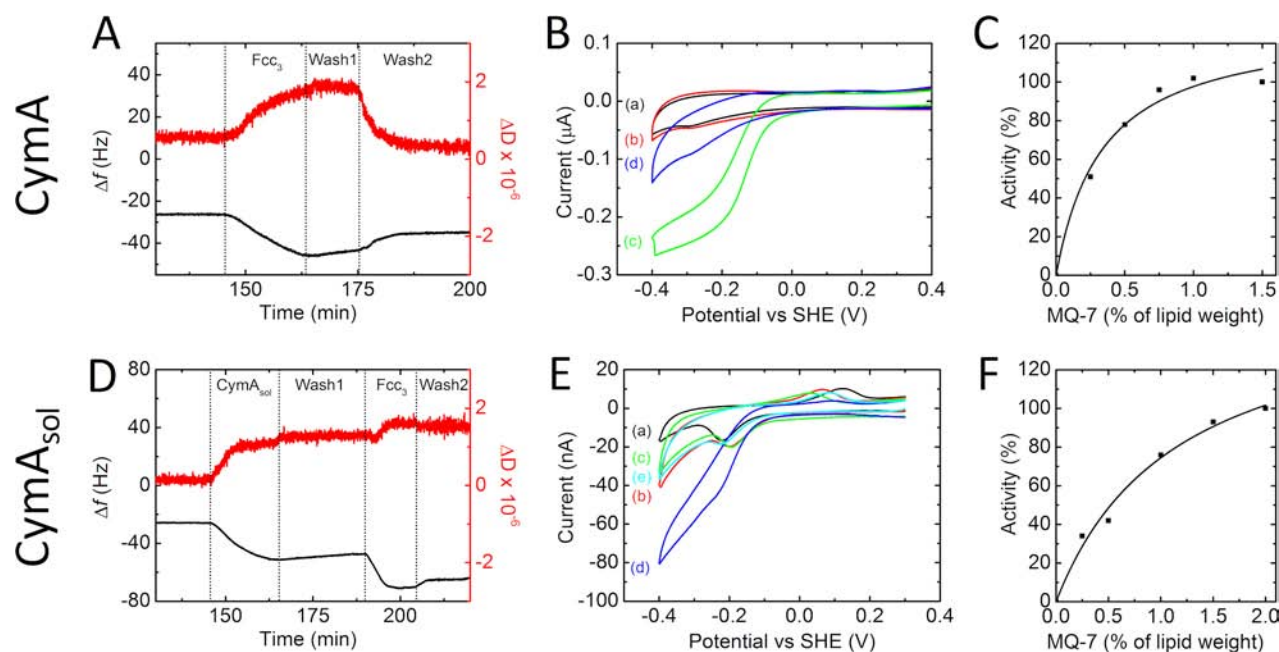 CymA
A
Fcc3
Wash1
Wash2
Δf (Hz)
40
20
0
-20
-40
2
0
-2
ΔD x 10-6
150
175
200
Time (min)
B
(a)
(b)
(d)
(c)
Current (µA)
0.1
0.0
-0.1
-0.2
-0.3
-0.4
-0.2
0.0
0.2
0.4
Potential vs SHE (V)
C
Activity (%)
120
100
80
60
40
20
0
0.0
0.5
1.0
1.5
MQ-7 (% of lipid weight)
CymAsol
D
CymAsol
Wash1
Fcc3
Wash2
Δf (Hz)
80
40
0
-40
-80
2
0
-2
ΔD x 10-6
150
175
200
Time (min)
E
(a)
(c)
(e)
(b)
(d)
Current (nA)
20
0
-20
-40
-60
-80
-100
-0.4
-0.2
0.0
0.2
0.4
Potential vs SHE (V)
F
Activity (%)
120
100
80
60
40
20
0
0.0
0.5
1.0
1.5
2.0
MQ-7 (% of lipid weight)